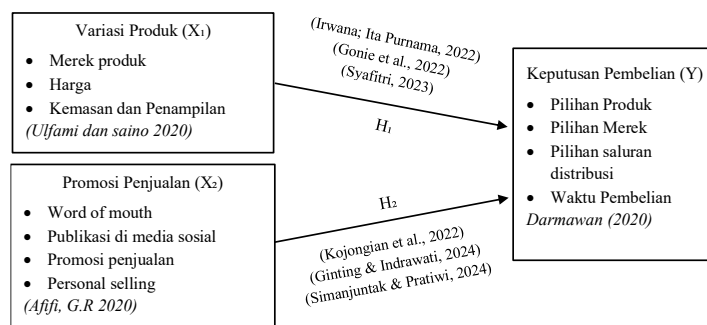 Variasi Produk (X₁)
• Merek produk
• Harga
• Kemasan dan Penampilan
(Ulfami dan saino 2020)
(Irwana; Ita Purnama, 2022)
(Gonie et al., 2022)
(Syafitri, 2023)
H₁
Promosi Penjualan (X₂)
• Word of mouth
• Publikasi di media sosial
• Promosi penjualan
• Personal selling
(Afifi, G.R 2020)
H₂
(Kojongian et al., 2022)
(Ginting & Indrawati, 2024)
(Simanjuntak & Pratiwi, 2024)
Keputusan Pembelian (Y)
• Pilihan Produk
• Pilihan Merek
• Pilihan saluran
distribusi
• Waktu Pembelian
Darmawan (2020)